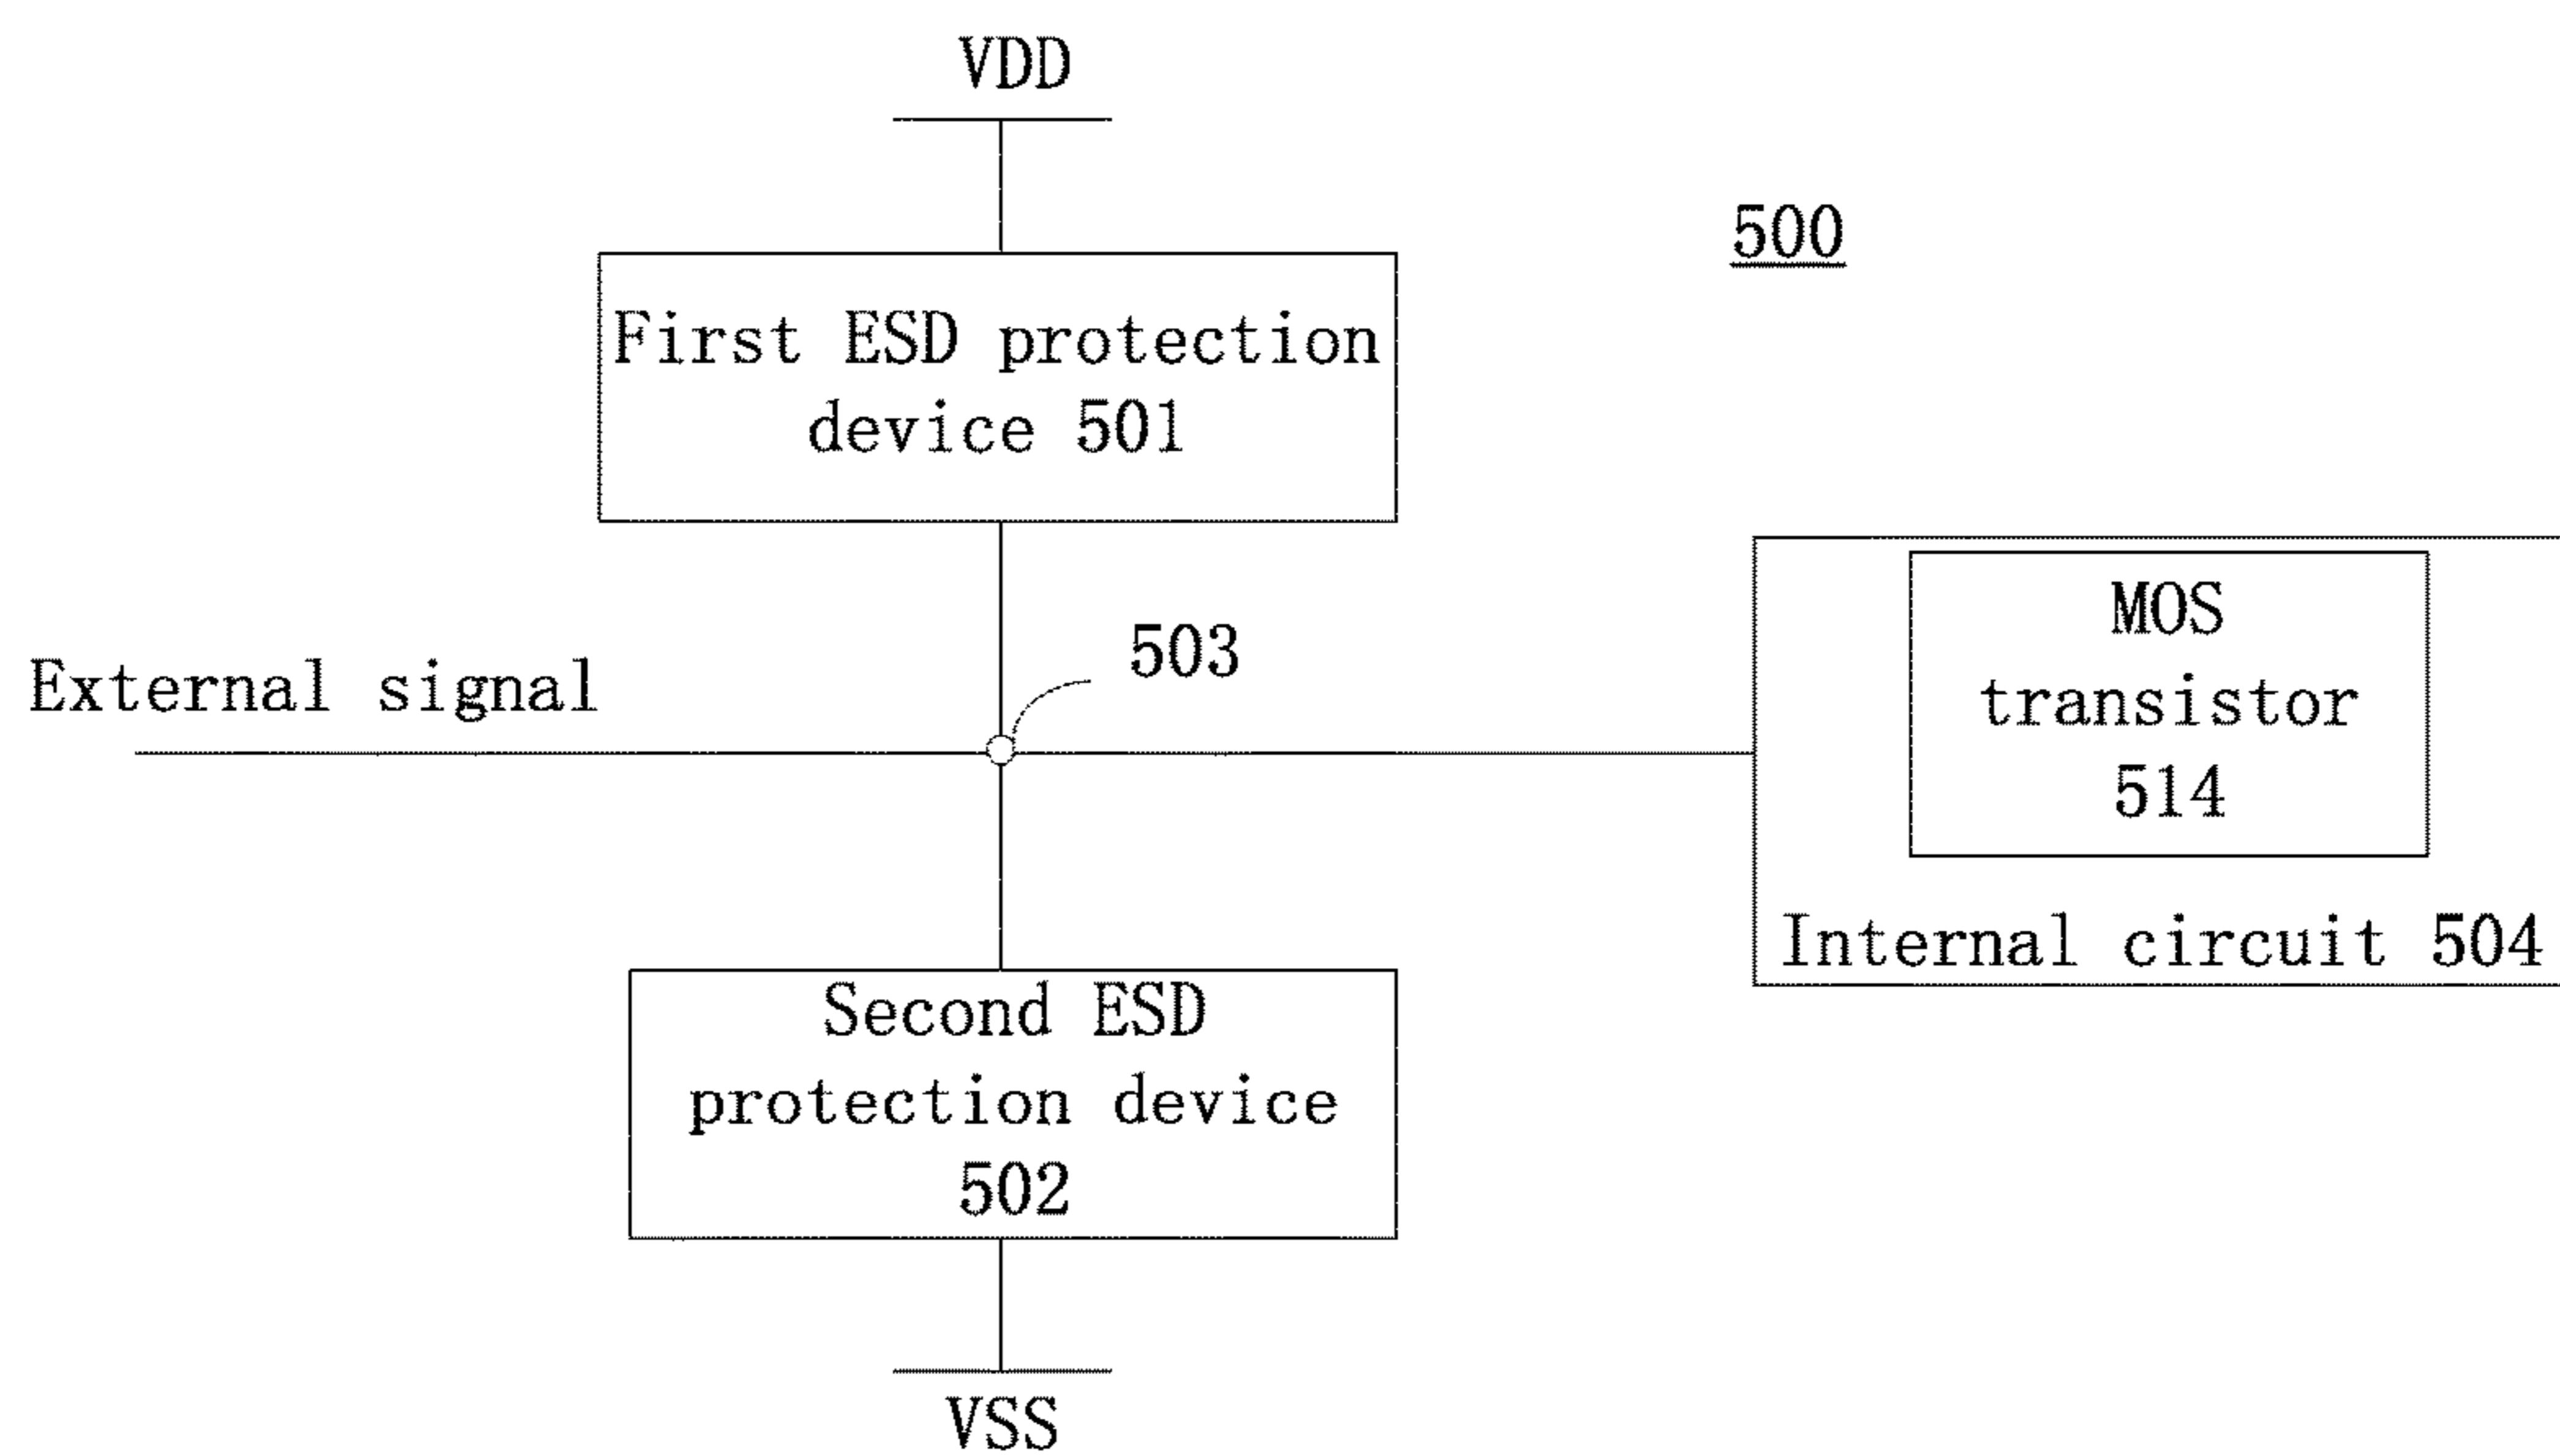 VDD
500
First ESD protection
device 501
503
External signal
MOS
transistor
514
Internal circuit 504
Second ESD
protection device
502
VSS